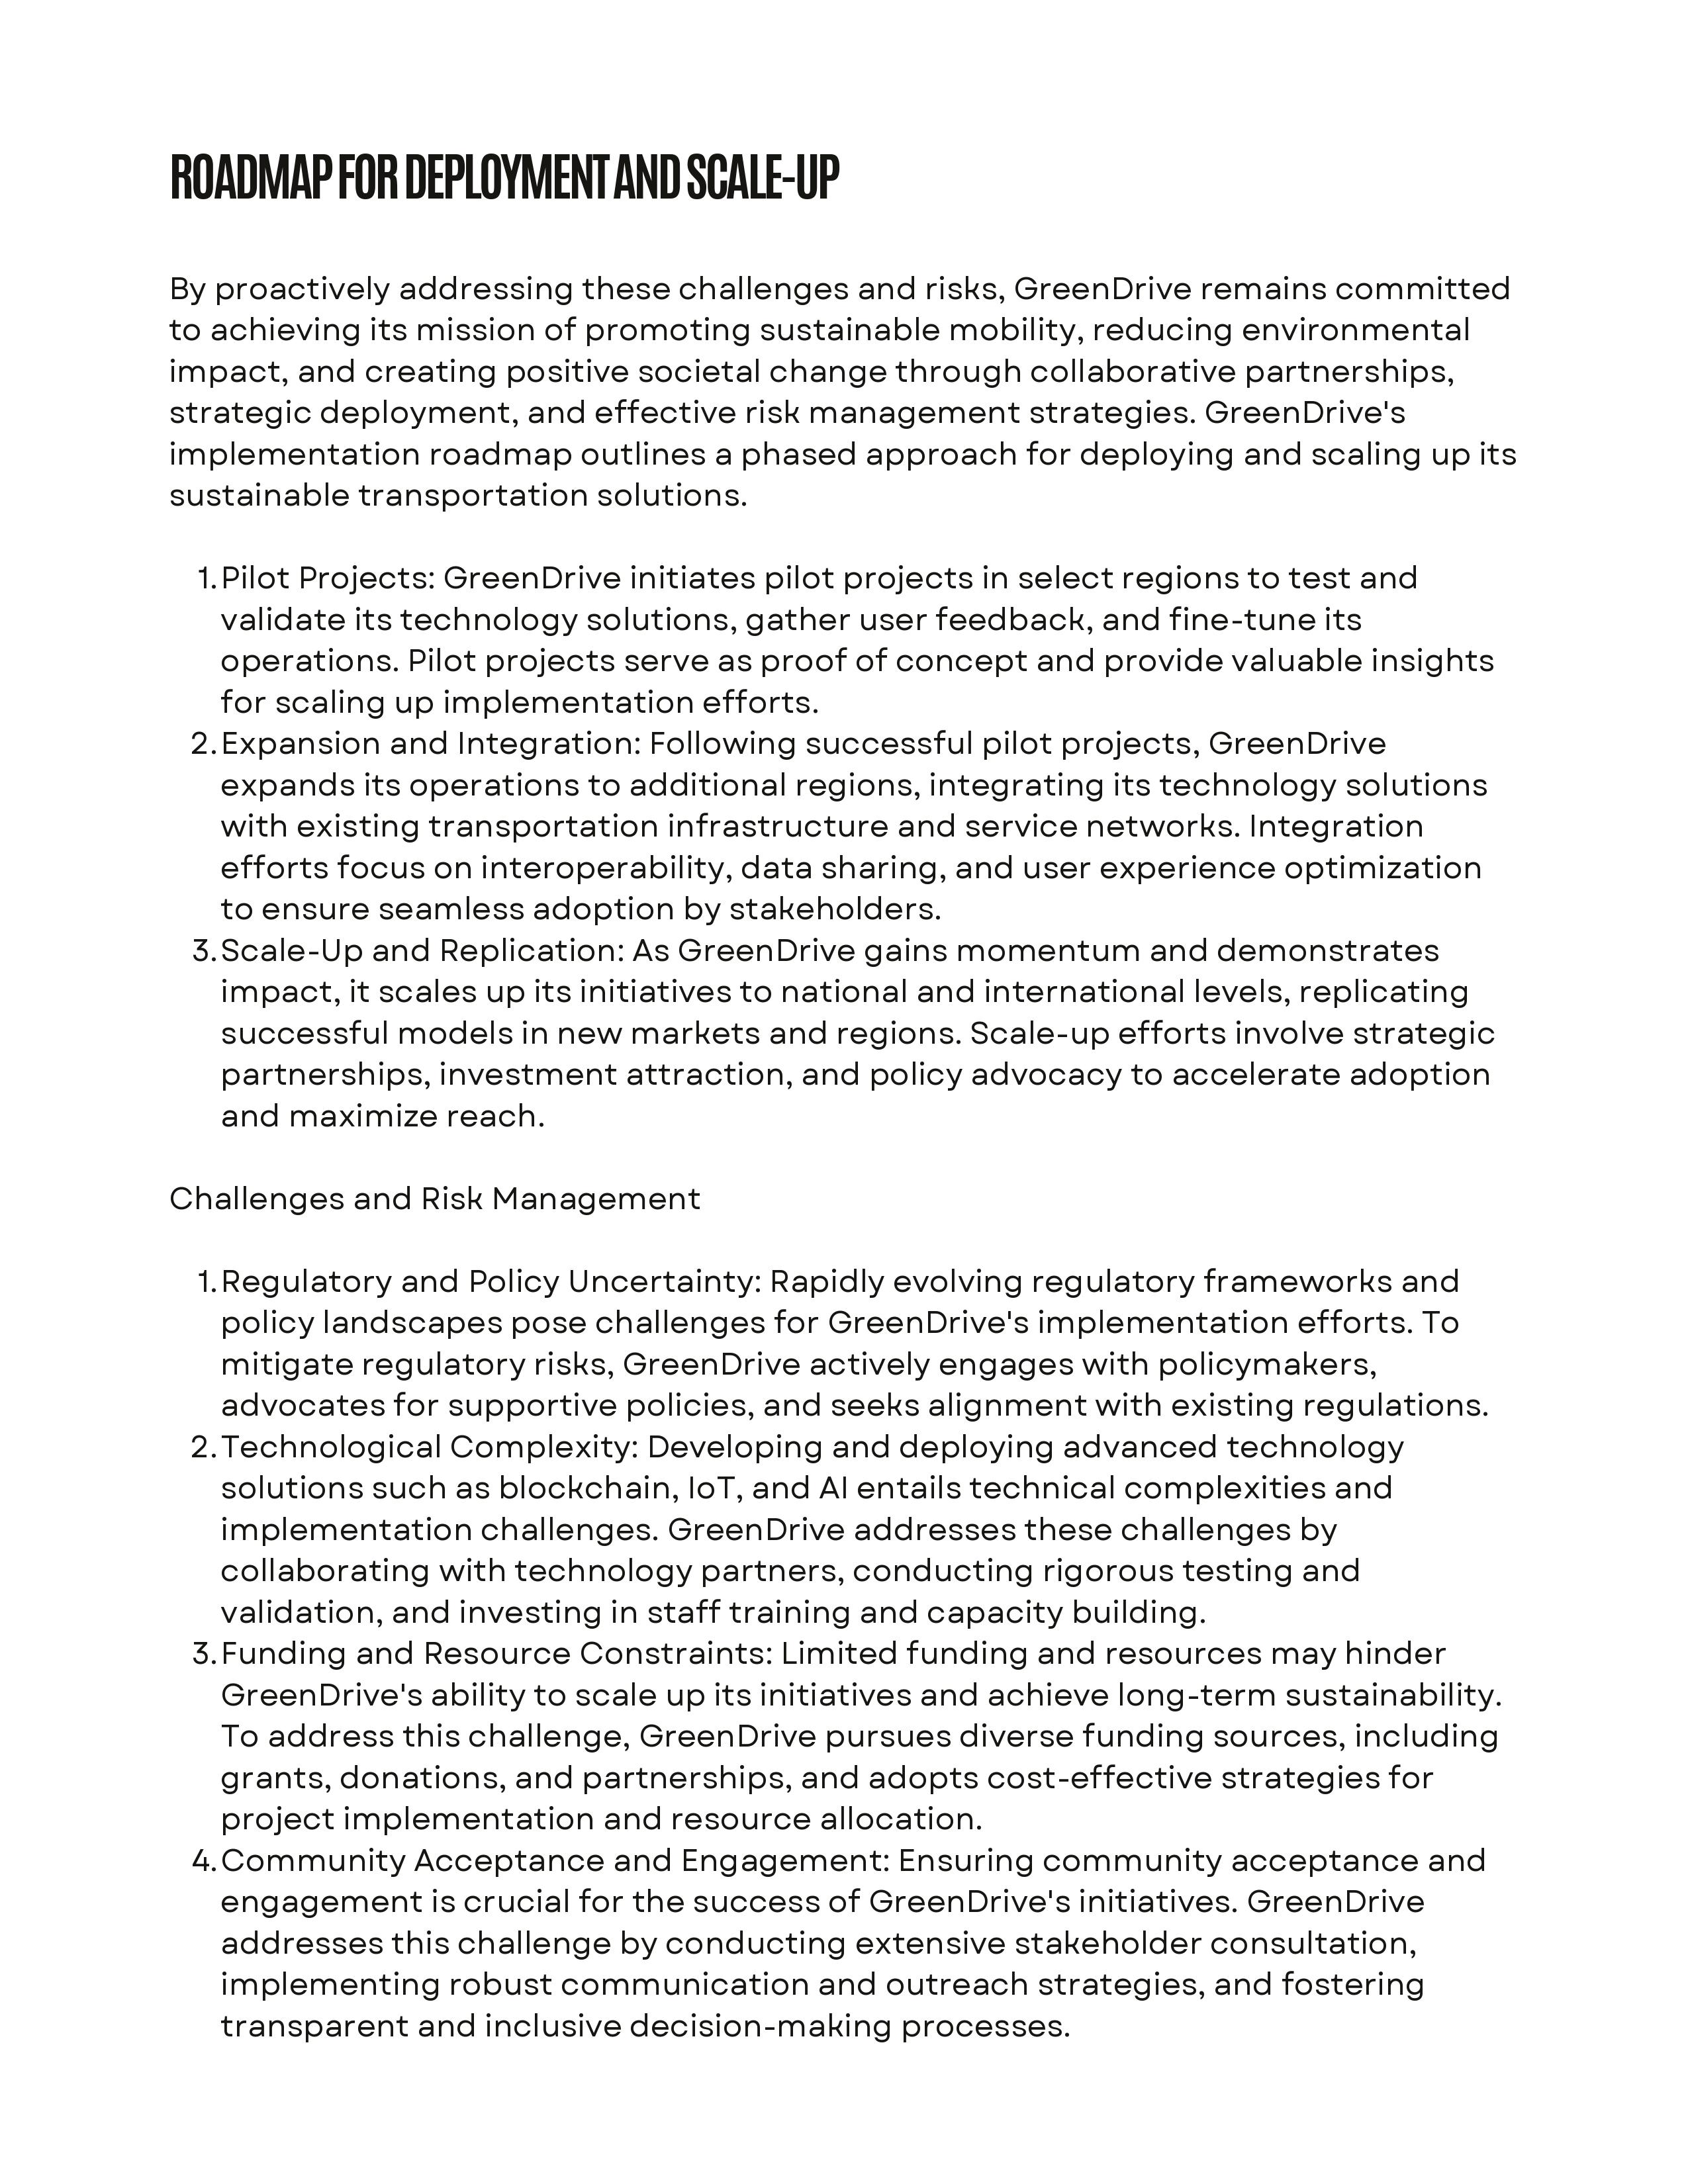 ROADMAP FOR DEPLOYMENT AND SCALE-UP
By proactively addressing these challenges and risks, GreenDrive remains committed
to achieving its mission of promoting sustainable mobility, reducing environmental
impact, and creating positive societal change through collaborative partnerships,
strategic deployment, and effective risk management strategies. GreenDrive's
implementation roadmap outlines a phased approach for deploying and scaling up its
sustainable transportation solutions.
1. Pilot Projects: GreenDrive initiates pilot projects in select regions to test and
validate its technology solutions, gather user feedback, and fine-tune its
operations. Pilot projects serve as proof of concept and provide valuable insights
for scaling up implementation efforts.
2. Expansion and Integration: Following successful pilot projects, GreenDrive
expands its operations to additional regions, integrating its technology solutions
with existing transportation infrastructure and service networks. Integration
efforts focus on interoperability, data sharing, and user experience optimization
to ensure seamless adoption by stakeholders.
3. Scale-Up and Replication: As GreenDrive gains momentum and demonstrates
impact, it scales up its initiatives to national and international levels, replicating
successful models in new markets and regions. Scale-up efforts involve strategic
partnerships, investment attraction, and policy advocacy to accelerate adoption
and maximize reach.
Challenges and Risk Management
1. Regulatory and Policy Uncertainty: Rapidly evolving regulatory frameworks and
policy landscapes pose challenges for GreenDrive's implementation efforts. To
mitigate regulatory risks, GreenDrive actively engages with policymakers,
advocates for supportive policies, and seeks alignment with existing regulations.
2. Technological Complexity: Developing and deploying advanced technology
solutions such as blockchain, IoT, and AI entails technical complexities and
implementation challenges. GreenDrive addresses these challenges by
collaborating with technology partners, conducting rigorous testing and
validation, and investing in staff training and capacity building.
3. Funding and Resource Constraints: Limited funding and resources may hinder
GreenDrive's ability to scale up its initiatives and achieve long-term sustainability.
To address this challenge, GreenDrive pursues diverse funding sources, including
grants, donations, and partnerships, and adopts cost-effective strategies for
project implementation and resource allocation.
4. Community Acceptance and Engagement: Ensuring community acceptance and
engagement is crucial for the success of GreenDrive's initiatives. GreenDrive
addresses this challenge by conducting extensive stakeholder consultation,
implementing robust communication and outreach strategies, and fostering
transparent and inclusive decision-making processes.